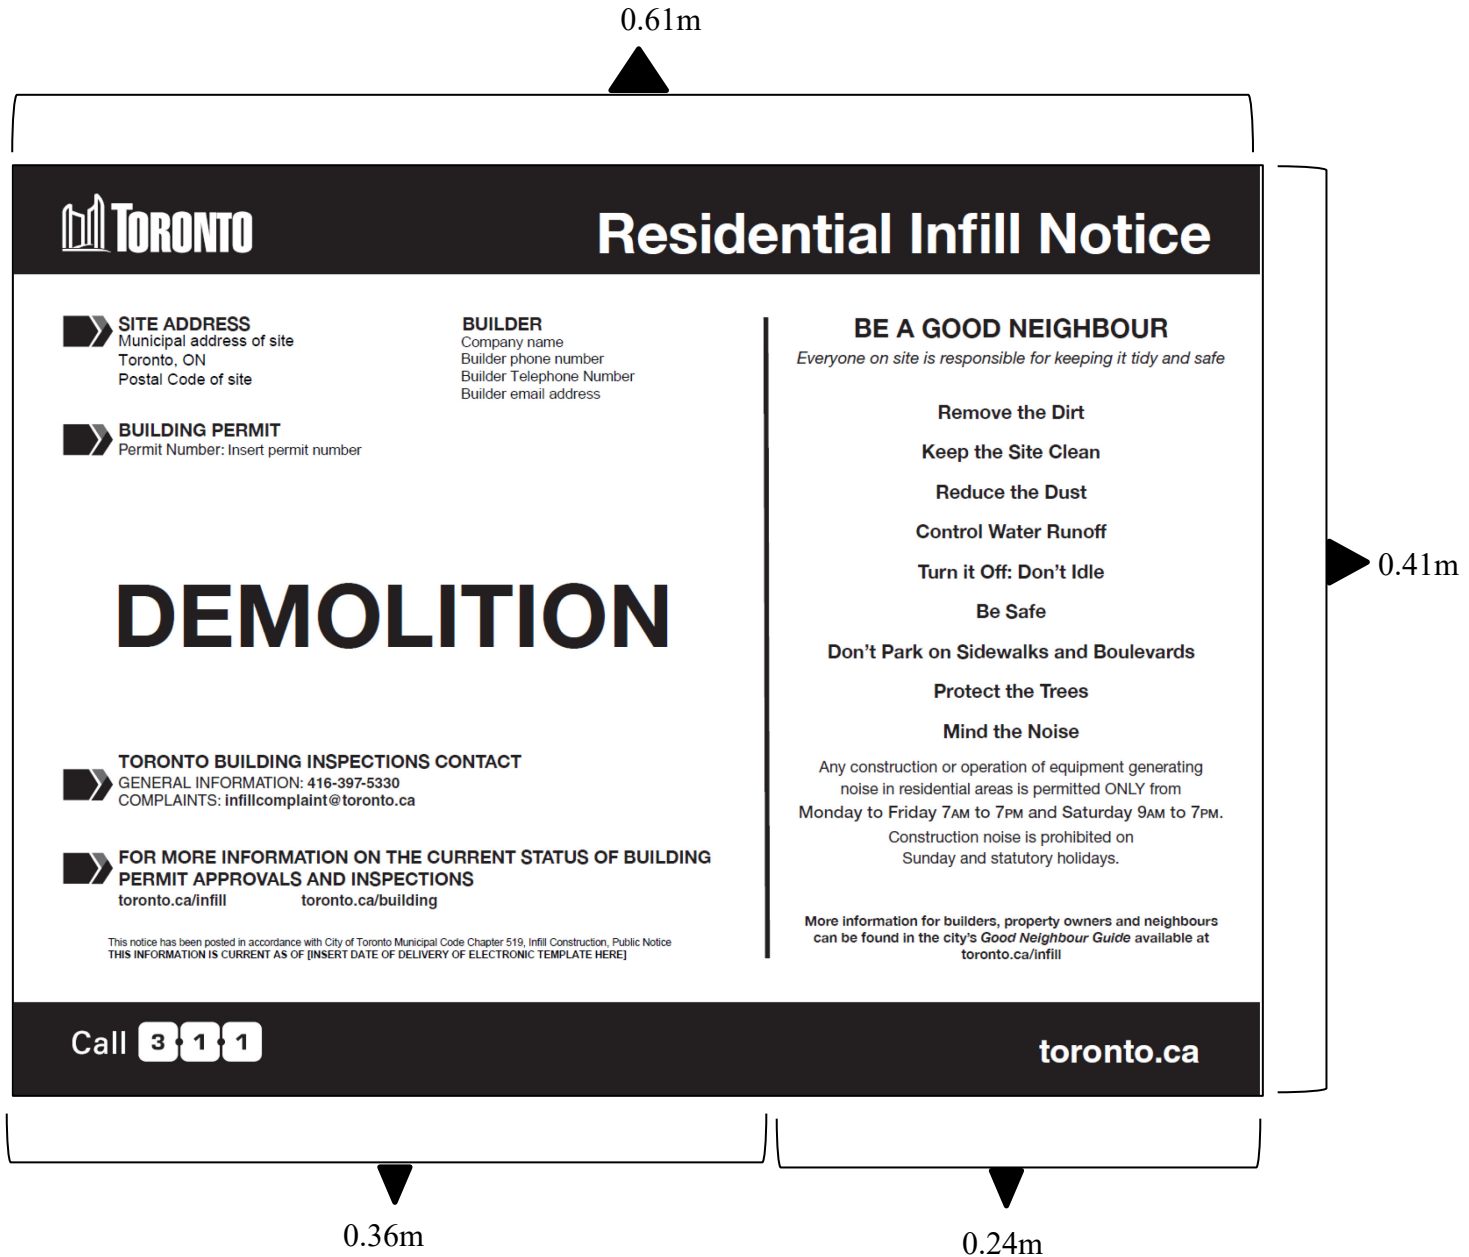 0.61m
TORONTO
Residential Infill Notice
SITE ADDRESS
Municipal address of site
Toronto, ON
Postal Code of site
BUILDER
Company name
Builder phone number
Builder Telephone Number
Builder email address
BUILDING PERMIT
Permit Number: Insert permit number
DEMOLITION
TORONTO BUILDING INSPECTIONS CONTACT
GENERAL INFORMATION: 416-397-5330
COMPLAINTS: infillcomplaint@toronto.ca
FOR MORE INFORMATION ON THE CURRENT STATUS OF BUILDING
PERMIT APPROVALS AND INSPECTIONS
toronto.ca/infill toronto.ca/building
This notice has been posted in accordance with City of Toronto Municipal Code Chapter 519, Infill Construction, Public Notice
THIS INFORMATION IS CURRENT AS OF [INSERT DATE OF DELIVERY OF ELECTRONIC TEMPLATE HERE]
BE A GOOD NEIGHBOUR
Everyone on site is responsible for keeping it tidy and safe
Remove the Dirt
Keep the Site Clean
Reduce the Dust
Control Water Runoff
Turn it Off: Don't Idle
Be Safe
Don't Park on Sidewalks and Boulevards
Protect the Trees
Mind the Noise
Any construction or operation of equipment generating
noise in residential areas is permitted ONLY from
Monday to Friday 7AM to 7PM and Saturday 9AM to 7PM.
Construction noise is prohibited on
Sunday and statutory holidays.
More information for builders, property owners and neighbours
can be found in the city's Good Neighbour Guide available at
toronto.ca/infill
Call 3·1·1
toronto.ca
0.41m
0.36m
0.24m